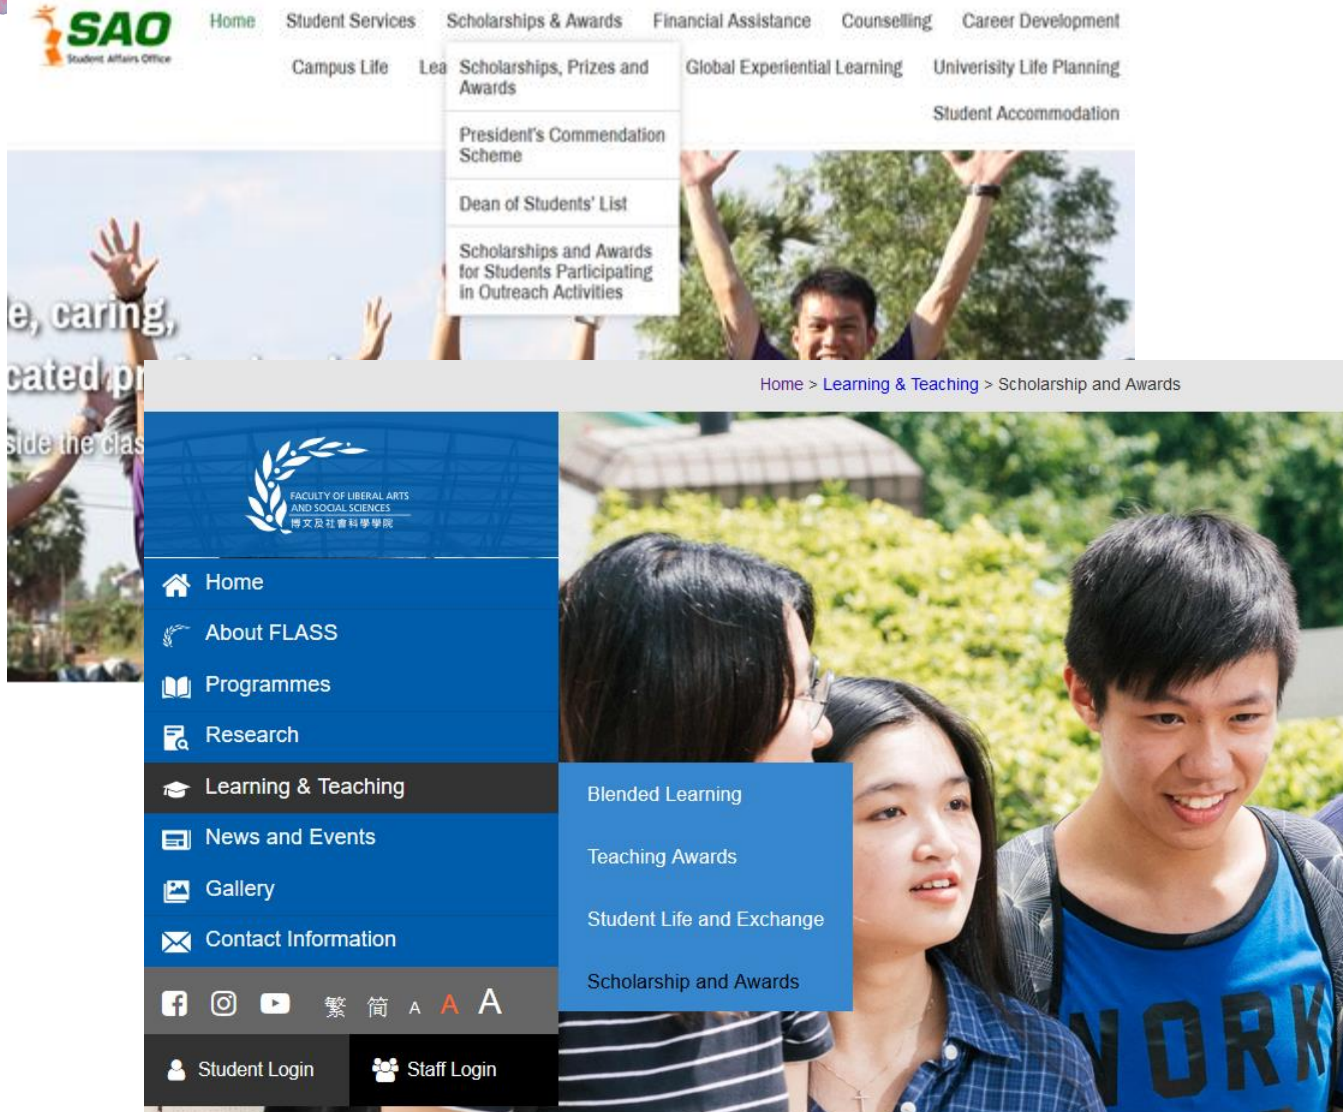 SAO
Student Affairs Office
Home Student Services Scholarships & Awards Financial Assistance Counselling Career Development
Campus Life Lea Global Experiential Learning Univerisity Life Planning
Student Accommodation
Scholarships, Prizes and
Awards
President's Commendation
Scheme
Dean of Students' List
Scholarships and Awards
for Students Participating
in Outreach Activities
e, caring,
cated p
side the clas
Home > Learning & Teaching > Scholarship and Awards
FACULTY OF LIBERAL ARTS
AND SOCIAL SCIENCES
博文及社會科學學院
Home
About FLASS
Programmes
Research
Learning & Teaching
News and Events
Gallery
Contact Information
Blended Learning
Teaching Awards
Student Life and Exchange
Scholarship and Awards
繁 简 A A A
Student Login Staff Login
WORK